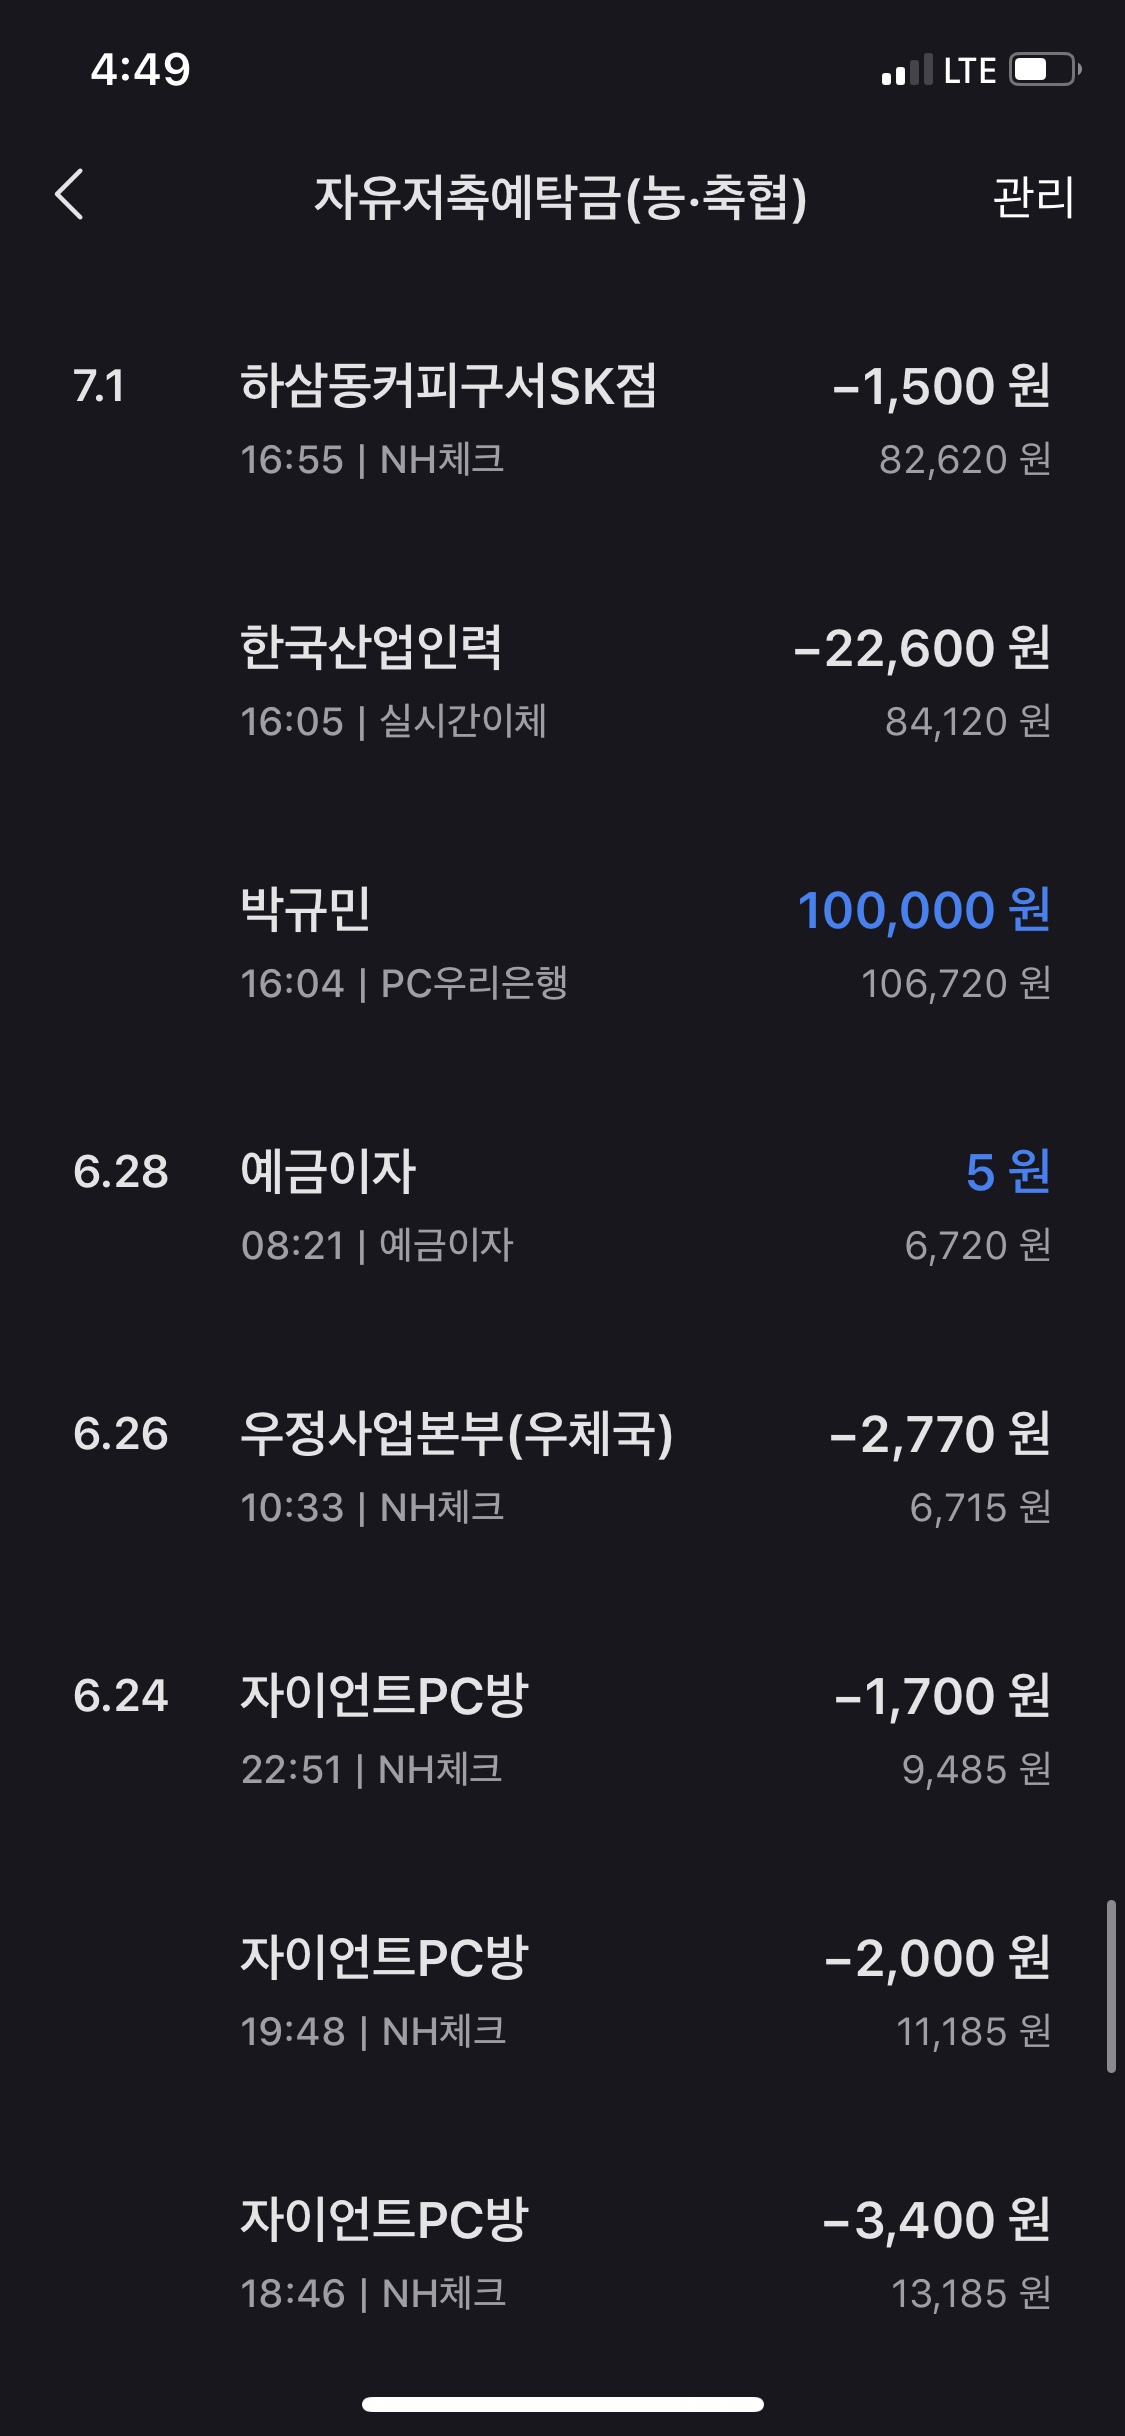 4:49 LTE
자유저축예탁금(농·축협) 관리
7.1 하삼동커피구서SK점 –1,500 원
16:55 | NH체크 82,620 원
한국산업인력 –22,600 원
16:05 | 실시간이체 84,120 원
박규민 100,000 원
16:04 | PC우리은행 106,720 원
6.28 예금이자 5 원
08:21 | 예금이자 6,720 원
6.26 우정사업본부(우체국) –2,770 원
10:33 | NH체크 6,715 원
6.24 자이언트PC방 –1,700 원
22:51 | NH체크 9,485 원
자이언트PC방 –2,000 원
19:48 | NH체크 11,185 원
자이언트PC방 –3,400 원
18:46 | NH체크 13,185 원